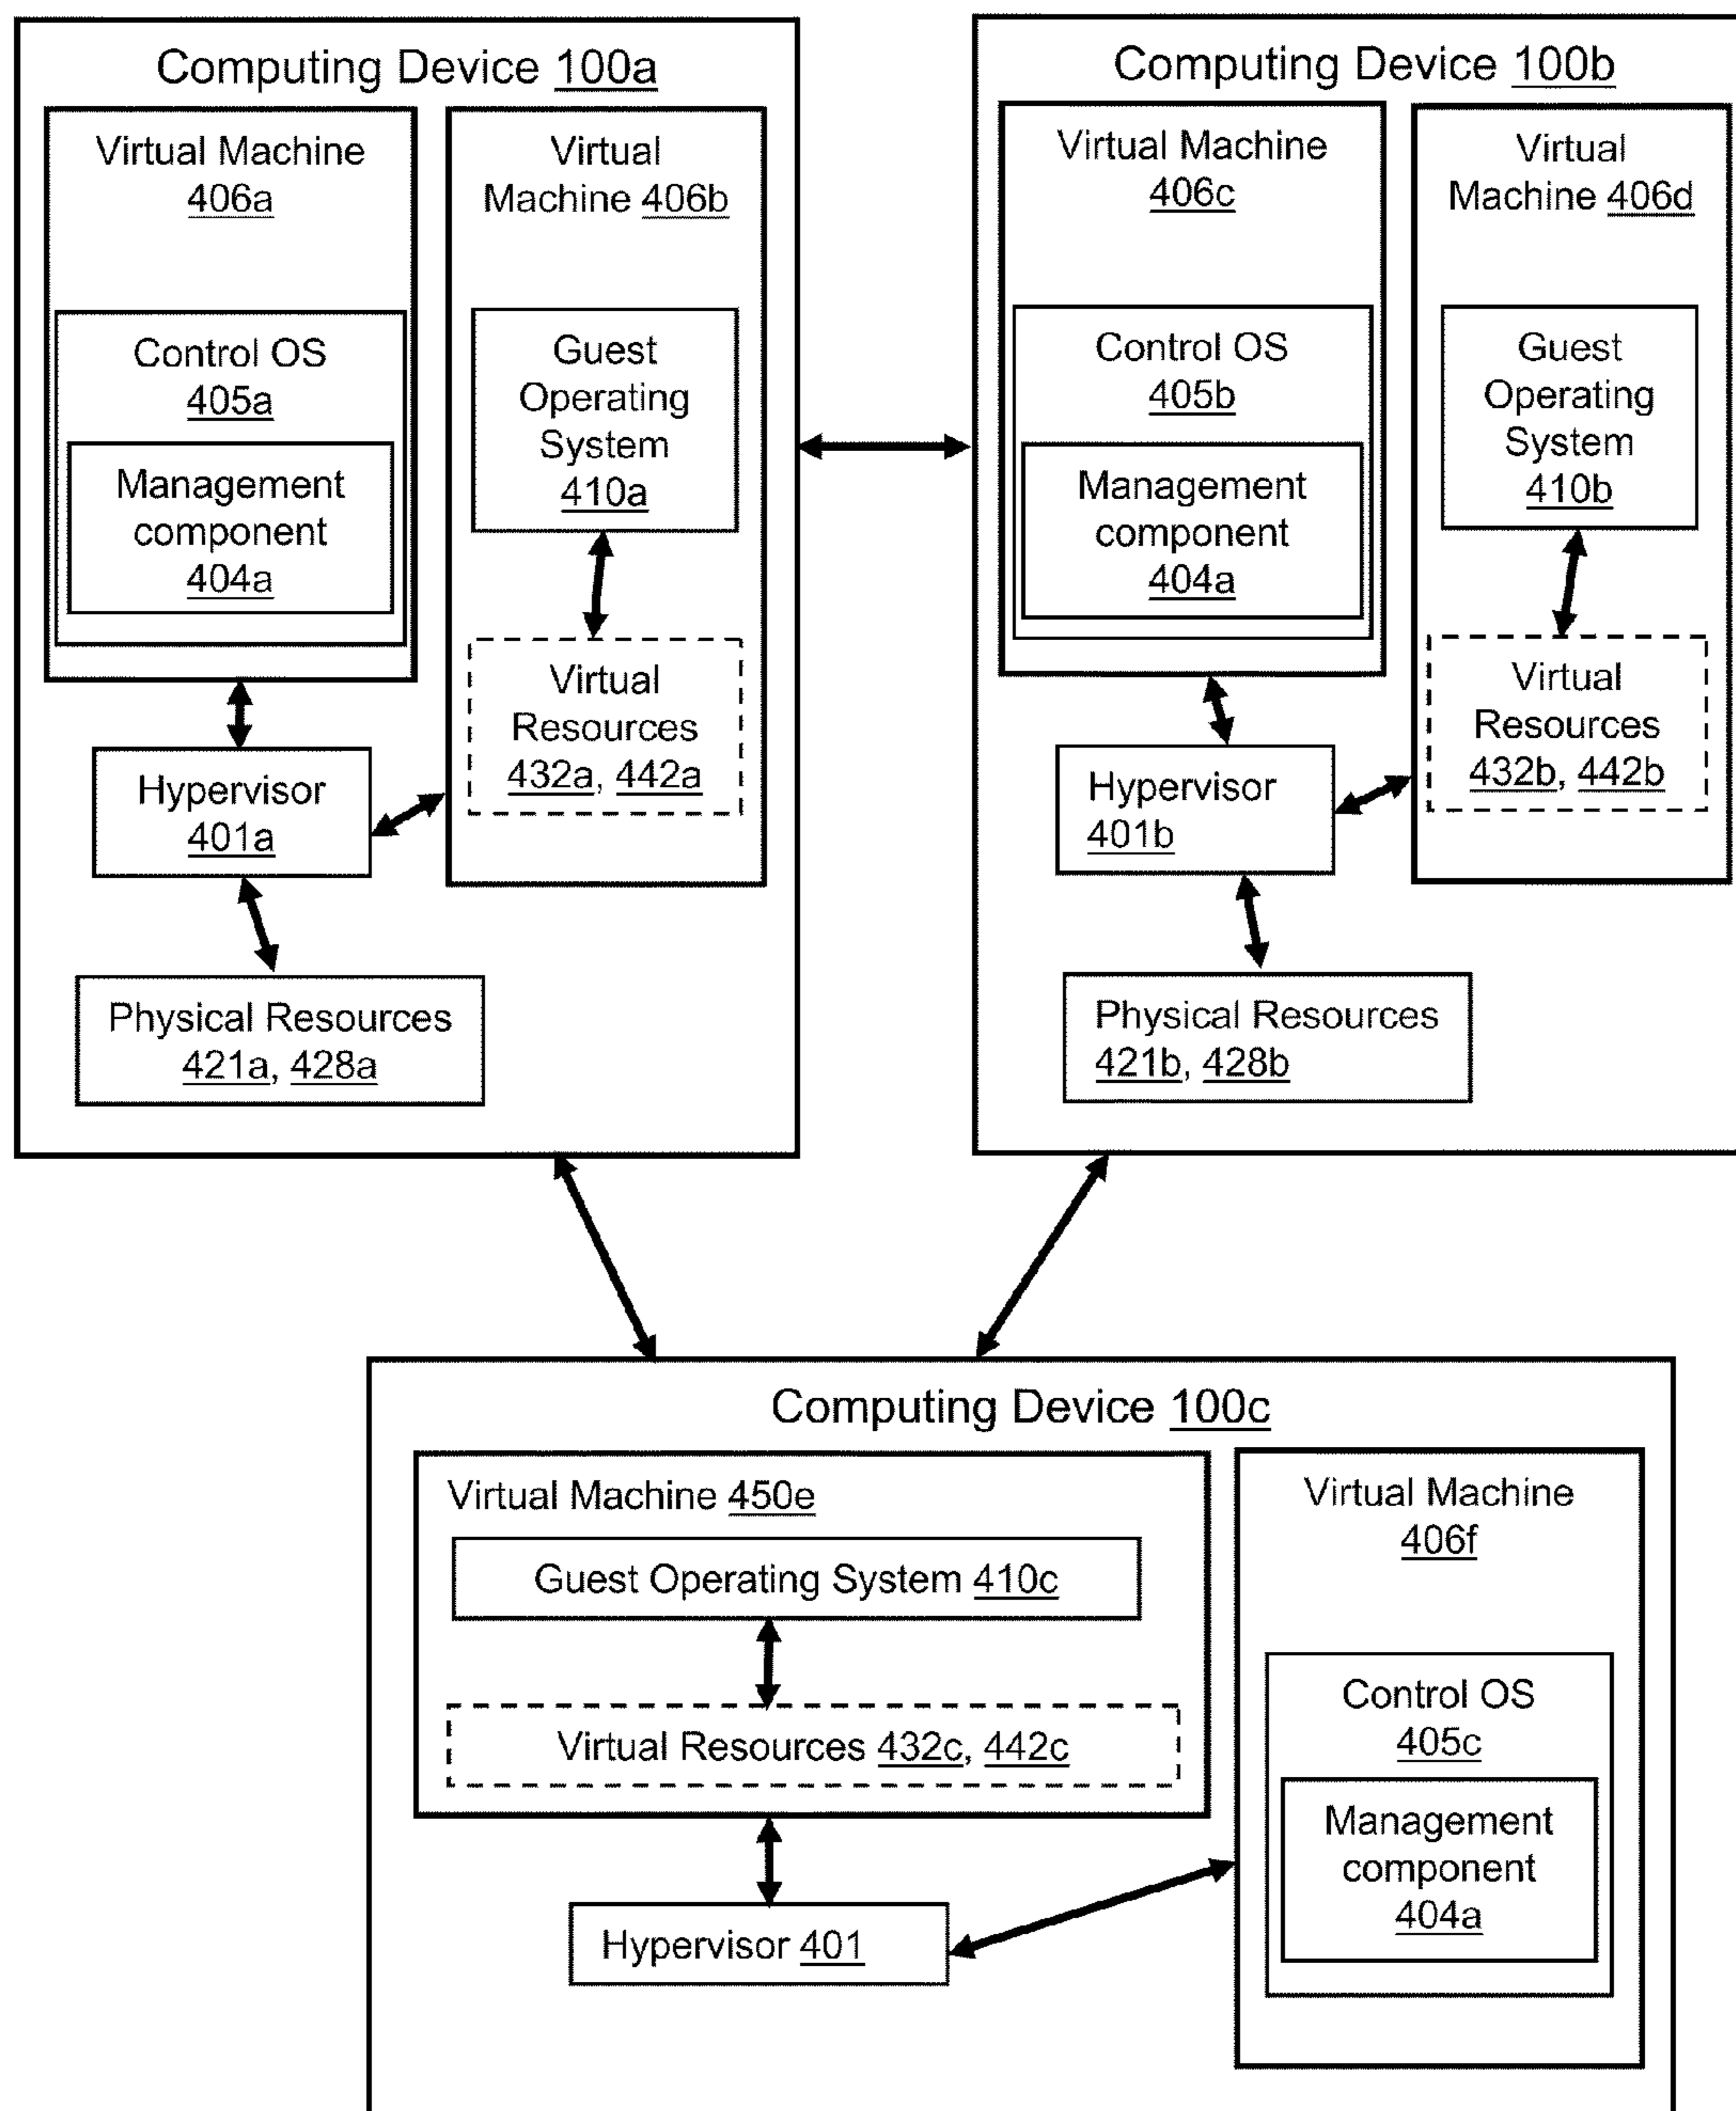 Computing Device 100a
Virtual Machine
406a
Control OS
405a
Management
component
404a
Virtual
Machine 406b
Guest
Operating
System
410a
Virtual
Resources
432a, 442a
Hypervisor
401a
Physical Resources
421a, 428a
Computing Device 100b
Virtual Machine
406c
Control OS
405b
Management
component
404a
Virtual
Machine 406d
Guest
Operating
System
410b
Virtual
Resources
432b, 442b
Hypervisor
401b
Physical Resources
421b, 428b
Computing Device 100c
Virtual Machine 450e
Guest Operating System 410c
Virtual Resources 432c, 442c
Hypervisor 401
Virtual Machine
406f
Control OS
405c
Management
component
404a